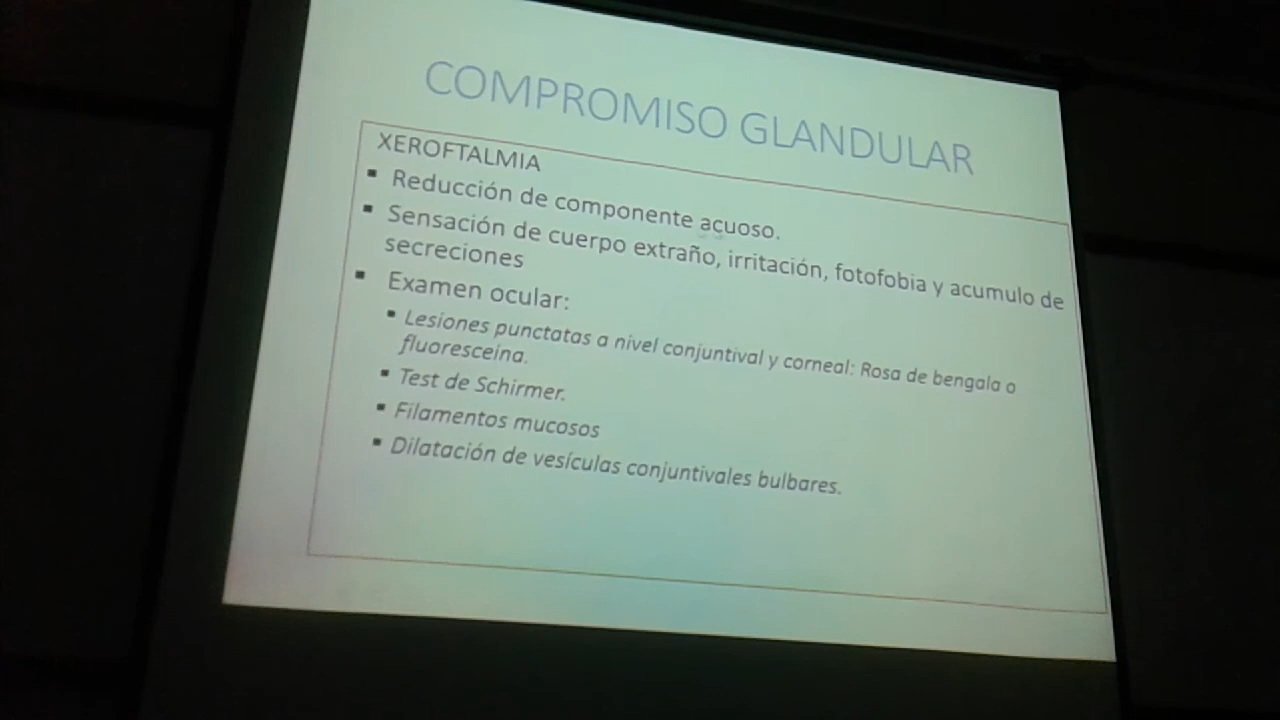 COMPROMISO GLANDULAR
XEROFTALMIA
▪ Reducción de componente acuoso.
▪ Sensación de cuerpo extraño, irritación, fotofobia y acumulo de
secreciones
▪ Examen ocular:
▪ Lesiones punctatas a nivel conjuntival y corneal: Rosa de bengala o
fluoresceina.
▪ Test de Schirmer.
▪ Filamentos mucosos
▪ Dilatación de vesículas conjuntivales bulbares.